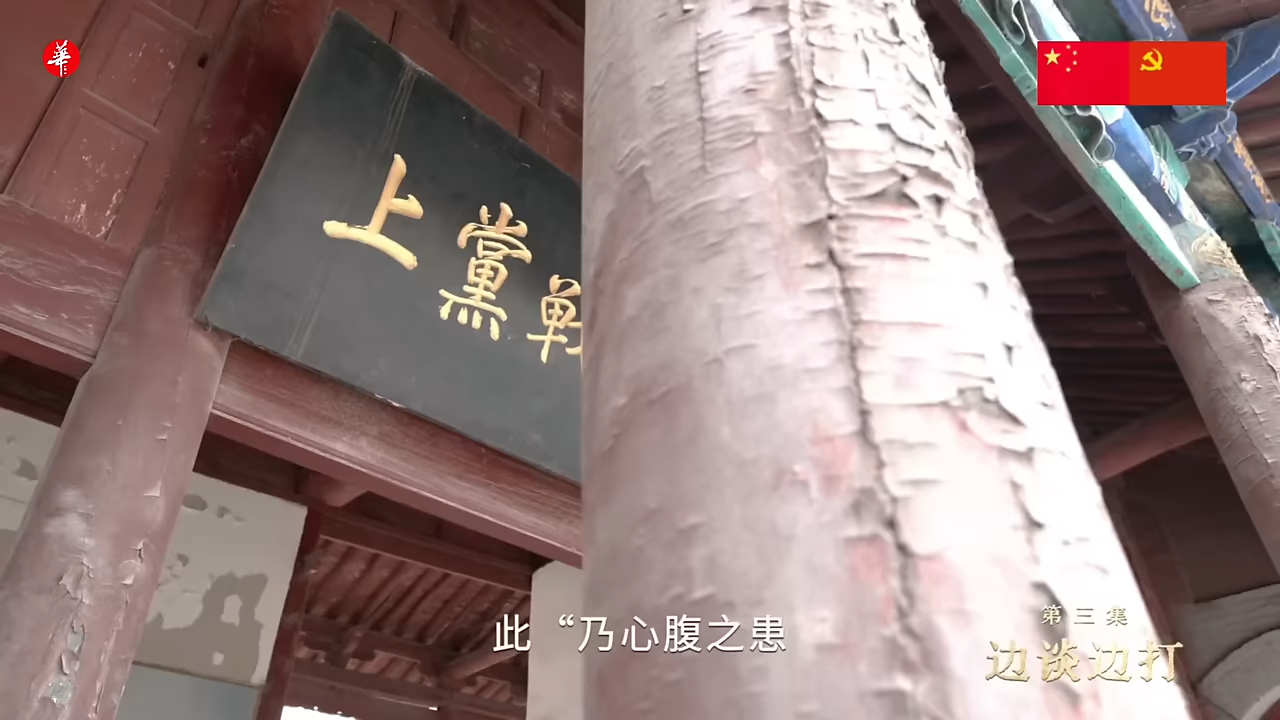 華
上黨戰
此“乃心腹之患
第三集
边谈边打